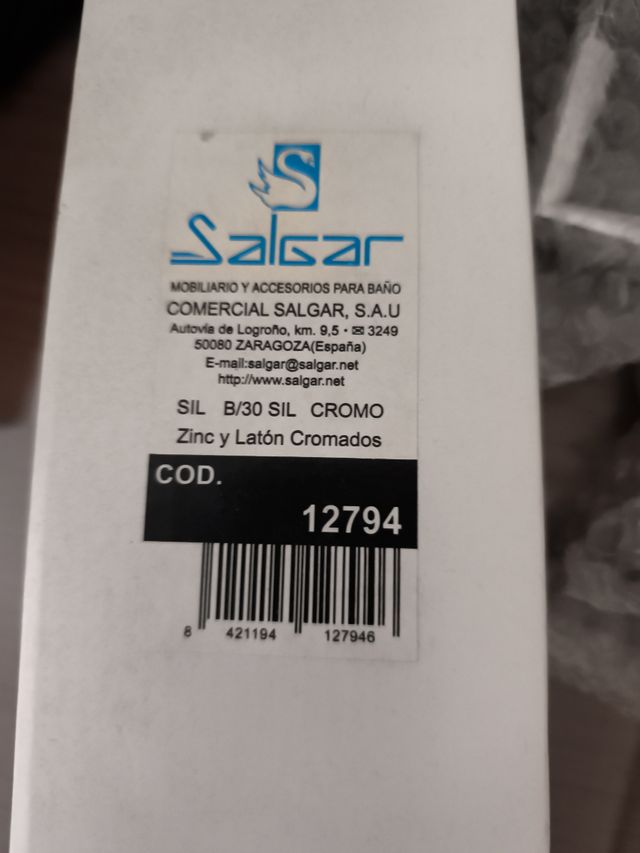 S
Salgar
MOBILIARIO Y ACCESORIOS PARA BAÑO
COMERCIAL SALGAR, S.A.U
Autovía de Logroño, km. 9,5 · ✉ 3249
50080 ZARAGOZA(España)
E-mail:salgar@salgar.net
http://www.salgar.net
SIL B/30 SIL CROMO
Zinc y Latón Cromados
COD.
12794
8 421194 127946